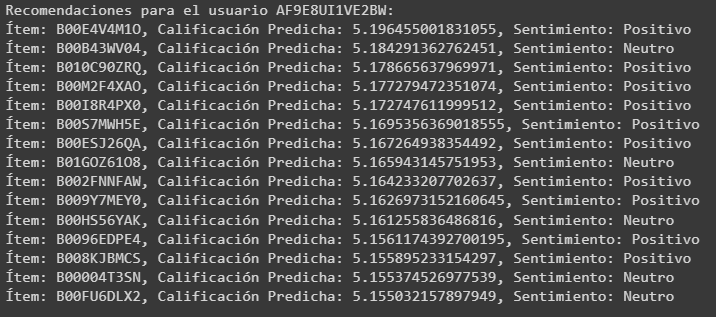 Recomendaciones para el usuario AF9E8UI1VE2BW:
Ítem: B00E4V4M1O, Calificación Predicha: 5.196455001831055, Sentimiento: Positivo
Ítem: B00B43WV04, Calificación Predicha: 5.184291362762451, Sentimiento: Neutro
Ítem: B010C90ZRQ, Calificación Predicha: 5.178665637969971, Sentimiento: Positivo
Ítem: B00M2F4XAO, Calificación Predicha: 5.177279472351074, Sentimiento: Positivo
Ítem: B00I8R4PX0, Calificación Predicha: 5.172747611999512, Sentimiento: Positivo
Ítem: B00S7MWH5E, Calificación Predicha: 5.1695356369018555, Sentimiento: Positivo
Ítem: B00ESJ26QA, Calificación Predicha: 5.167264938354492, Sentimiento: Positivo
Ítem: B01GOZ61O8, Calificación Predicha: 5.165943145751953, Sentimiento: Neutro
Ítem: B002FNNFAW, Calificación Predicha: 5.164233207702637, Sentimiento: Positivo
Ítem: B009Y7MEY0, Calificación Predicha: 5.1626973152160645, Sentimiento: Positivo
Ítem: B00HS56YAK, Calificación Predicha: 5.161255836486816, Sentimiento: Neutro
Ítem: B0096EDPE4, Calificación Predicha: 5.1561174392700195, Sentimiento: Positivo
Ítem: B008KJBMCS, Calificación Predicha: 5.155895233154297, Sentimiento: Positivo
Ítem: B00004T3SN, Calificación Predicha: 5.155374526977539, Sentimiento: Neutro
Ítem: B00FU6DLX2, Calificación Predicha: 5.155032157897949, Sentimiento: Neutro